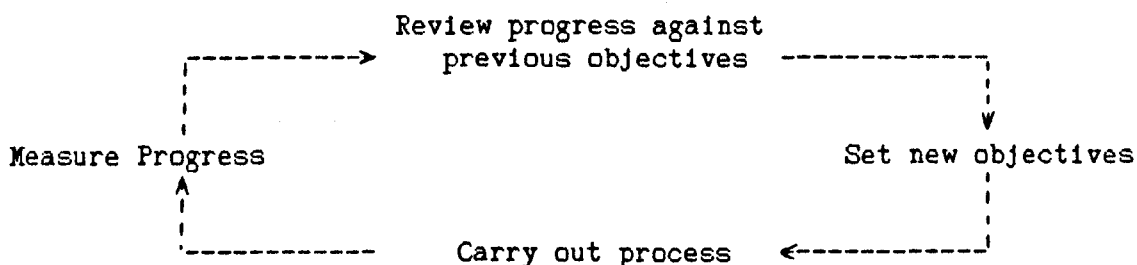 Review progress against
previous objectives
Measure Progress
Set new objectives
Carry out process